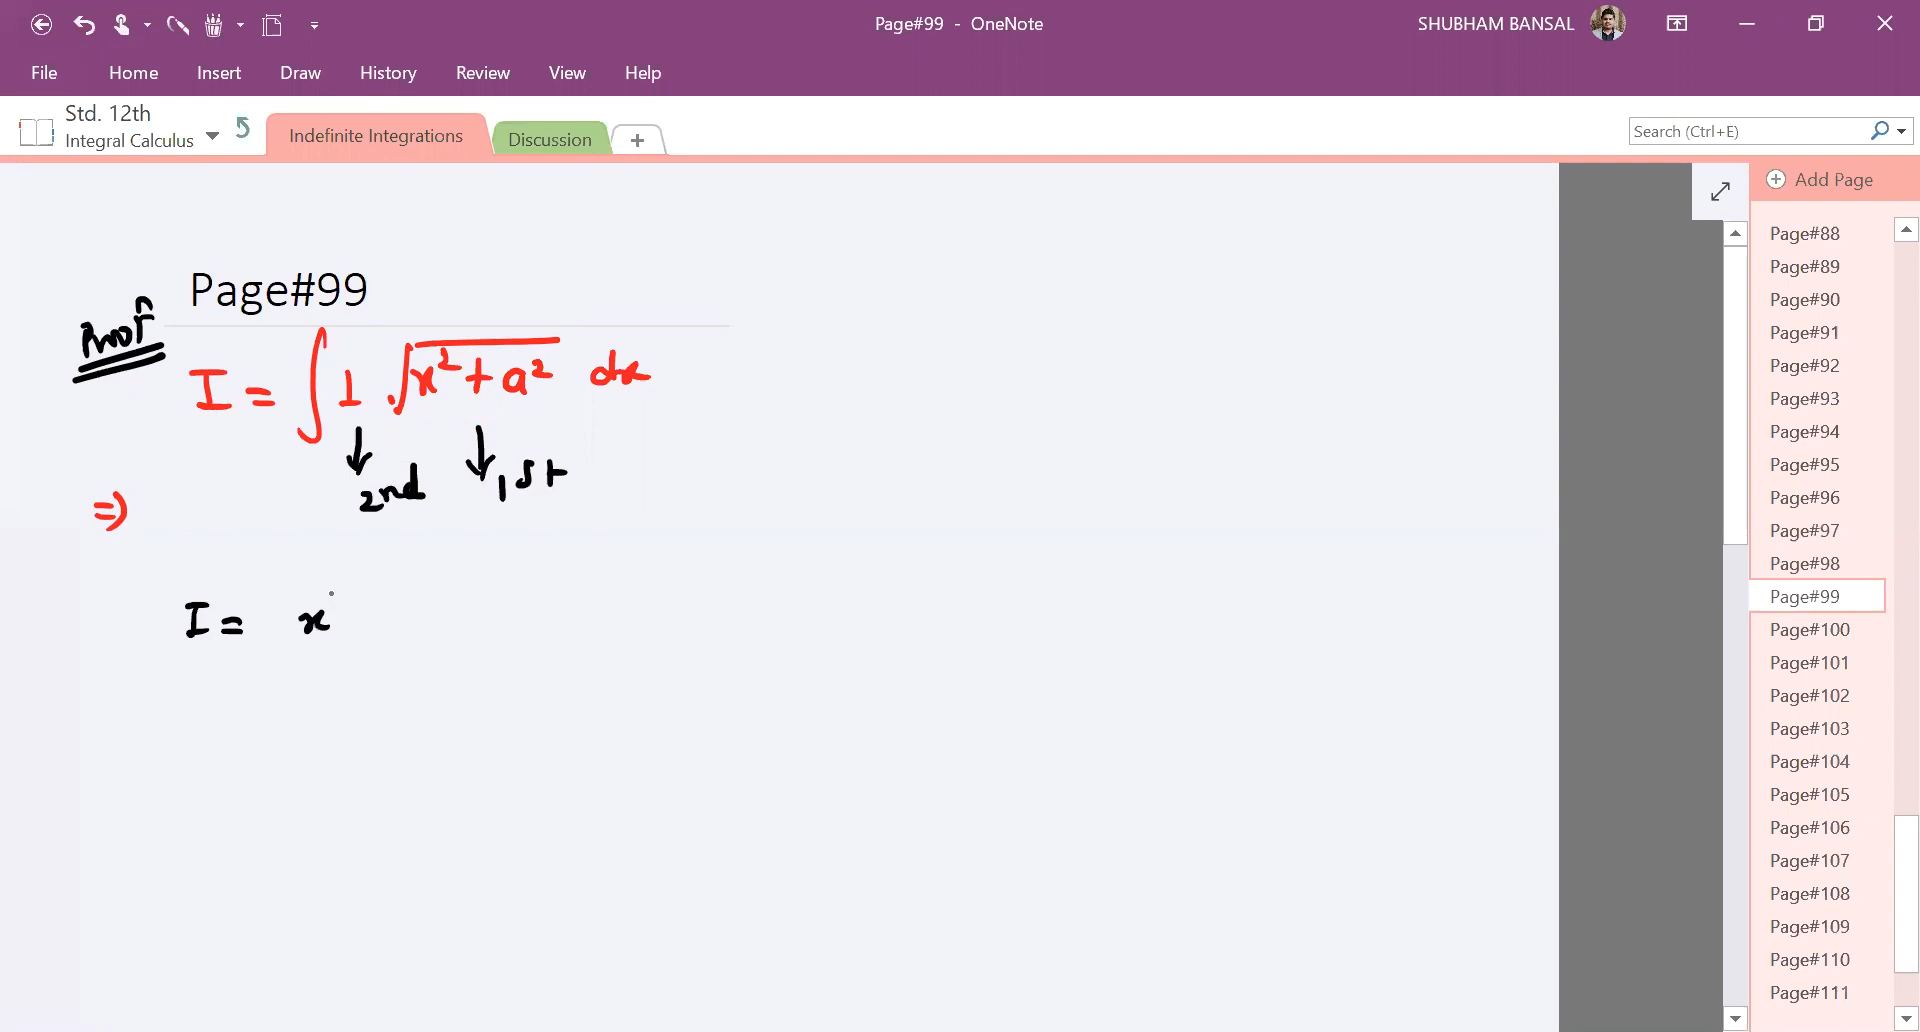 Page#99 - OneNote
SHUBHAM BANSAL
File Home Insert Draw History Review View Help
Std. 12th
Integral Calculus
Indefinite Integrations
Discussion
+
Search (Ctrl+E)
Add Page
Page#88
Page#89
Page#90
Page#91
Page#92
Page#93
Page#94
Page#95
Page#96
Page#97
Page#98
Page#99
Page#100
Page#101
Page#102
Page#103
Page#104
Page#105
Page#106
Page#107
Page#108
Page#109
Page#110
Page#111
Page#99
Proof
I = ∫ 1 . √(x² + a²) dx
↓ 2nd ↓ 1st
⇒
I = x